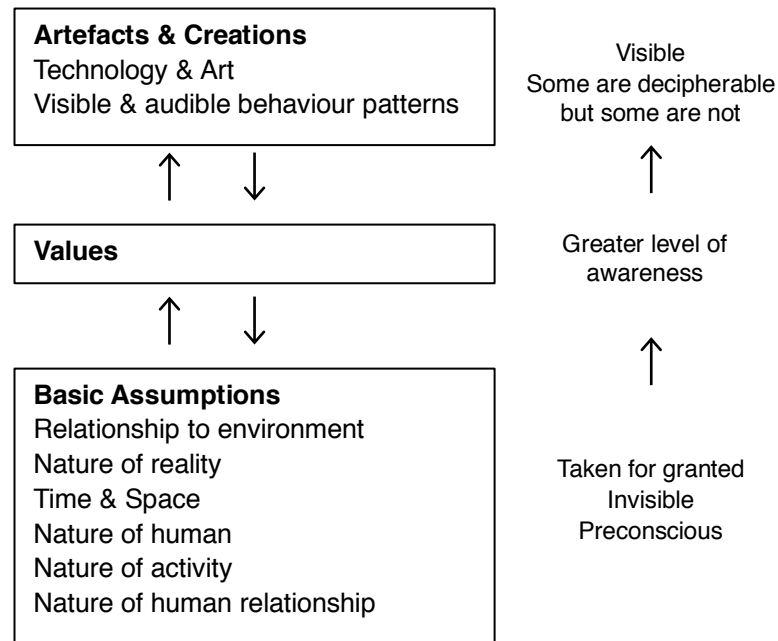 Artefacts & Creations
Technology & Art
Visible & audible behaviour patterns
Visible
Some are decipherable
but some are not
Values
Greater level of
awareness
Basic Assumptions
Relationship to environment
Nature of reality
Time & Space
Nature of human
Nature of activity
Nature of human relationship
Taken for granted
Invisible
Preconscious